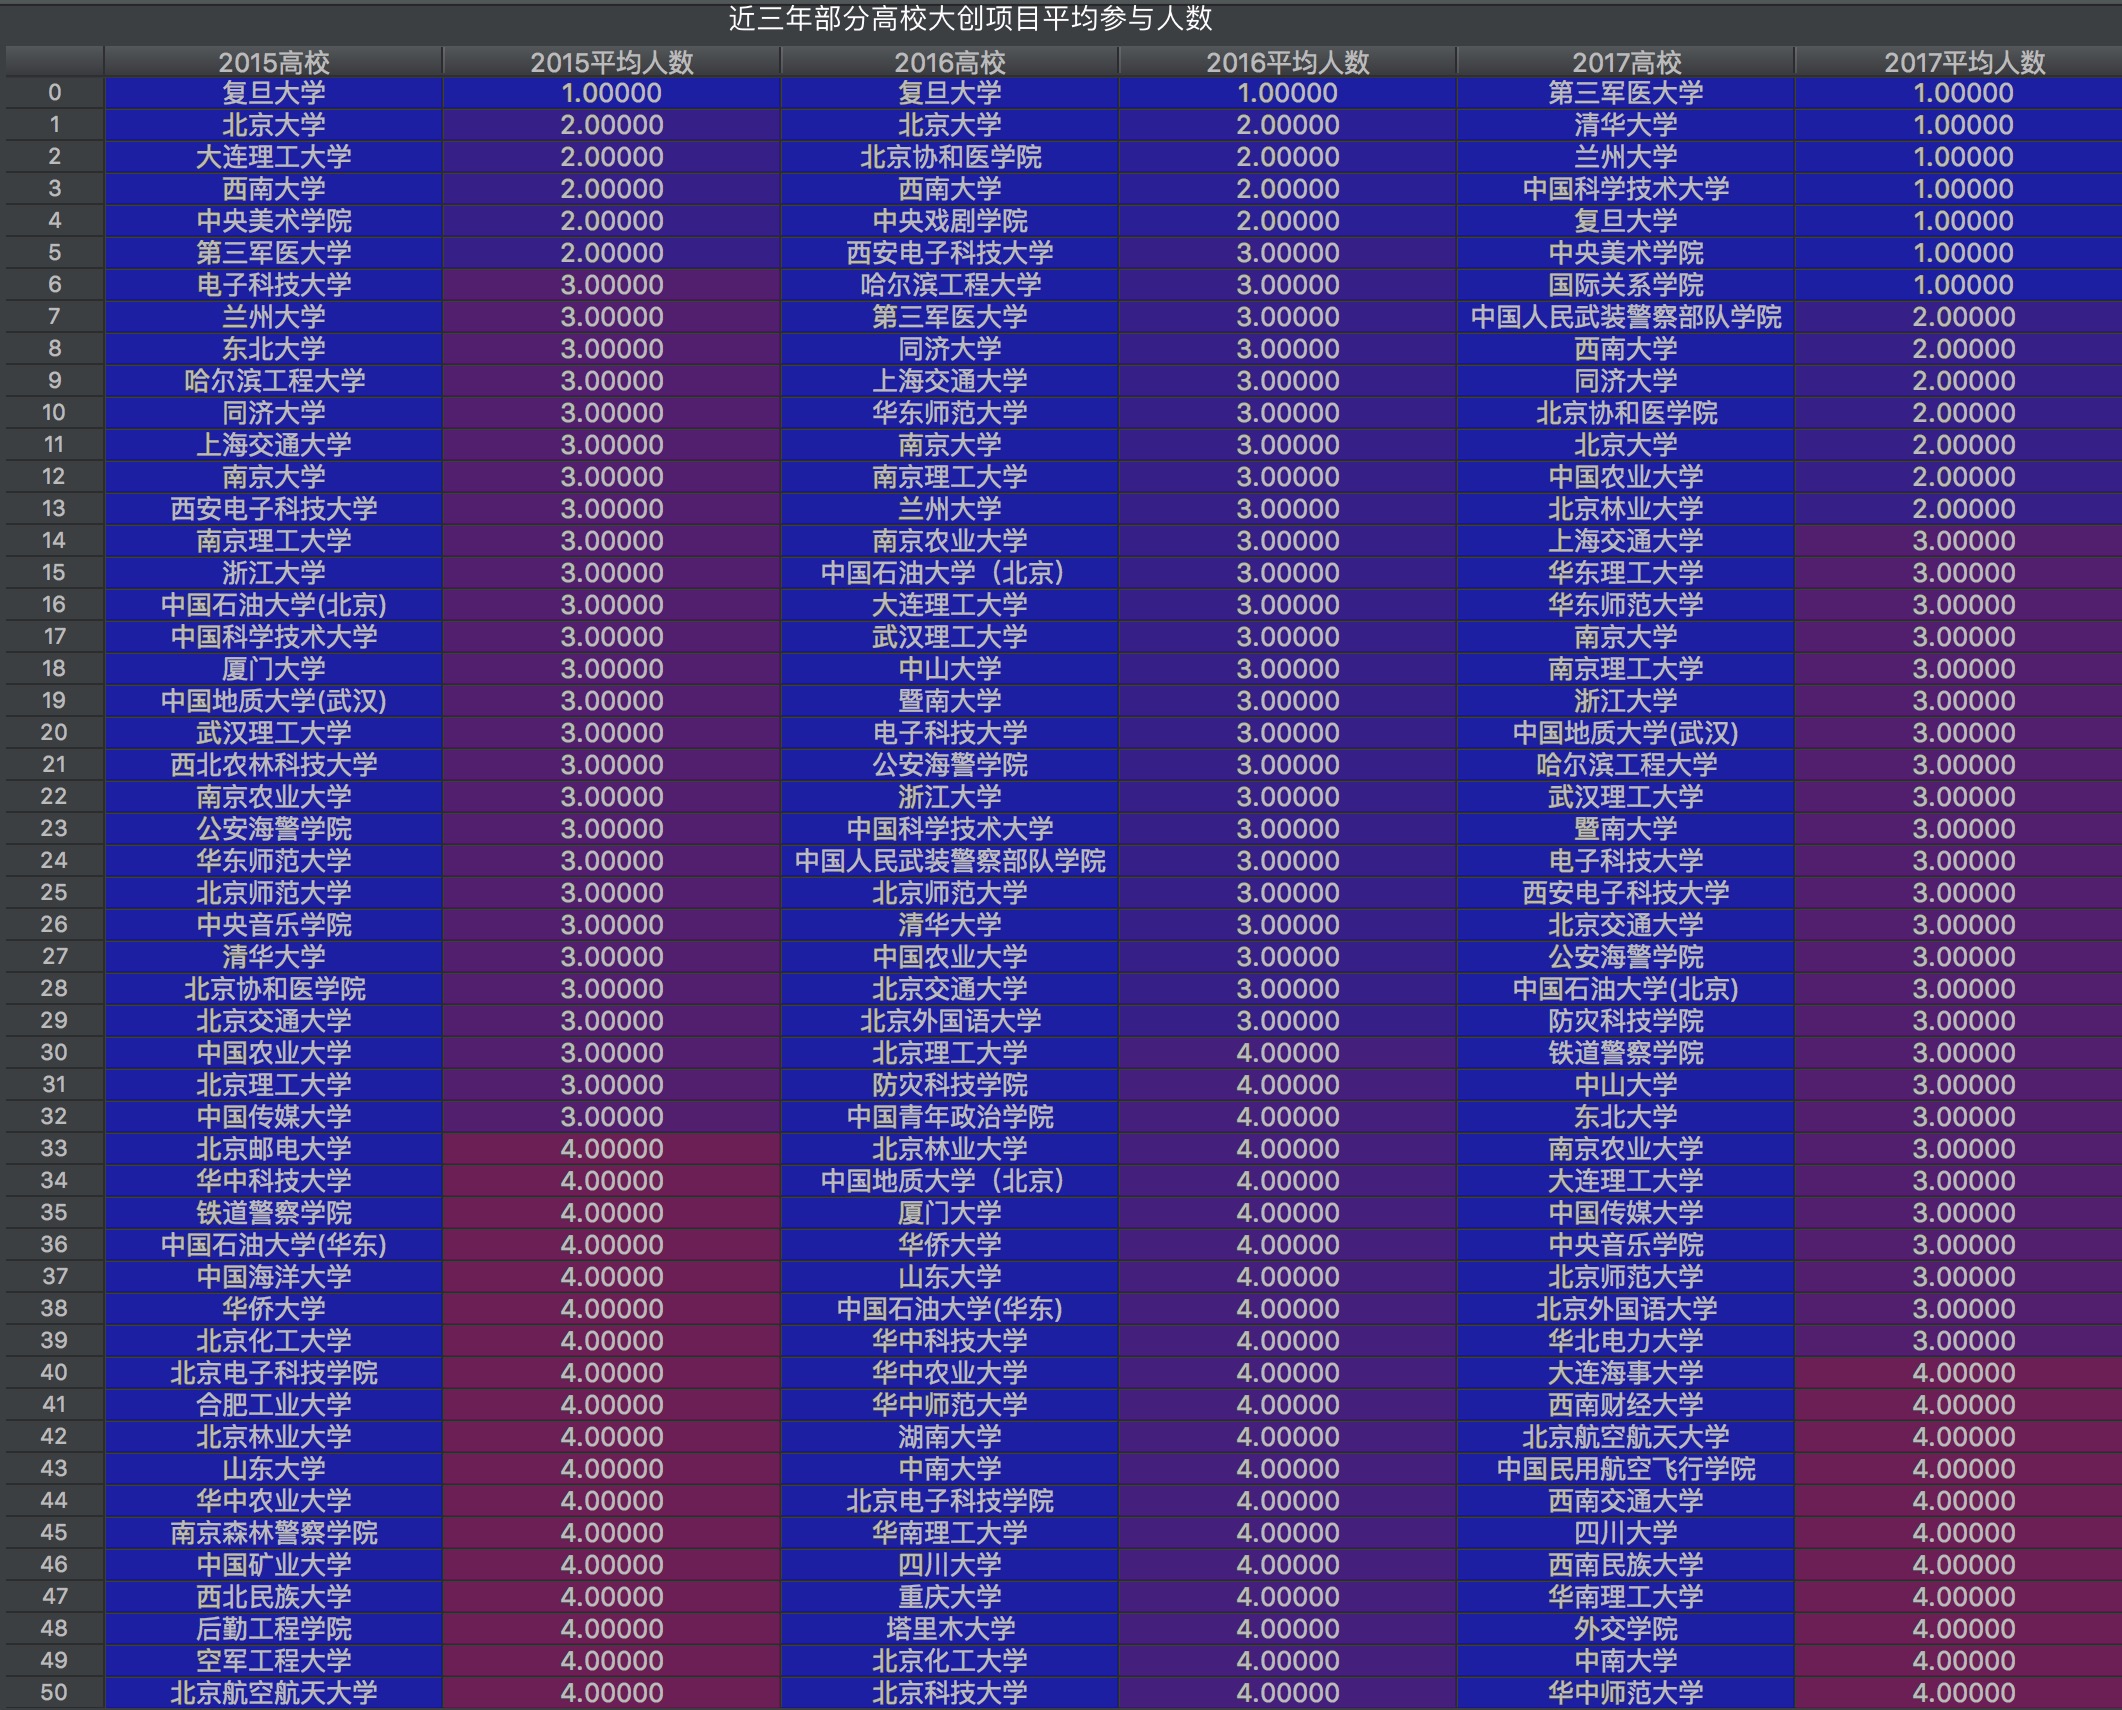 近三年部分高校大创项目平均参与人数
2015高校 2015平均人数 2016高校 2016平均人数 2017高校 2017平均人数
0 复旦大学 1.00000 复旦大学 1.00000 第三军医大学 1.00000
1 北京大学 2.00000 北京大学 2.00000 清华大学 1.00000
2 大连理工大学 2.00000 北京协和医学院 2.00000 兰州大学 1.00000
3 西南大学 2.00000 西南大学 2.00000 中国科学技术大学 1.00000
4 中央美术学院 2.00000 中央戏剧学院 2.00000 复旦大学 1.00000
5 第三军医大学 2.00000 西安电子科技大学 3.00000 中央美术学院 1.00000
6 电子科技大学 3.00000 哈尔滨工程大学 3.00000 国际关系学院 1.00000
7 兰州大学 3.00000 第三军医大学 3.00000 中国人民武装警察部队学院 2.00000
8 东北大学 3.00000 同济大学 3.00000 西南大学 2.00000
9 哈尔滨工程大学 3.00000 上海交通大学 3.00000 同济大学 2.00000
10 同济大学 3.00000 华东师范大学 3.00000 北京协和医学院 2.00000
11 上海交通大学 3.00000 南京大学 3.00000 北京大学 2.00000
12 南京大学 3.00000 南京理工大学 3.00000 中国农业大学 2.00000
13 西安电子科技大学 3.00000 兰州大学 3.00000 北京林业大学 2.00000
14 南京理工大学 3.00000 南京农业大学 3.00000 上海交通大学 3.00000
15 浙江大学 3.00000 中国石油大学（北京） 3.00000 华东理工大学 3.00000
16 中国石油大学(北京) 3.00000 大连理工大学 3.00000 华东师范大学 3.00000
17 中国科学技术大学 3.00000 武汉理工大学 3.00000 南京大学 3.00000
18 厦门大学 3.00000 中山大学 3.00000 南京理工大学 3.00000
19 中国地质大学(武汉) 3.00000 暨南大学 3.00000 浙江大学 3.00000
20 武汉理工大学 3.00000 电子科技大学 3.00000 中国地质大学(武汉) 3.00000
21 西北农林科技大学 3.00000 公安海警学院 3.00000 哈尔滨工程大学 3.00000
22 南京农业大学 3.00000 浙江大学 3.00000 武汉理工大学 3.00000
23 公安海警学院 3.00000 中国科学技术大学 3.00000 暨南大学 3.00000
24 华东师范大学 3.00000 中国人民武装警察部队学院 3.00000 电子科技大学 3.00000
25 北京师范大学 3.00000 北京师范大学 3.00000 西安电子科技大学 3.00000
26 中央音乐学院 3.00000 清华大学 3.00000 北京交通大学 3.00000
27 清华大学 3.00000 中国农业大学 3.00000 公安海警学院 3.00000
28 北京协和医学院 3.00000 北京交通大学 3.00000 中国石油大学(北京) 3.00000
29 北京交通大学 3.00000 北京外国语大学 3.00000 防灾科技学院 3.00000
30 中国农业大学 3.00000 北京理工大学 4.00000 铁道警察学院 3.00000
31 北京理工大学 3.00000 防灾科技学院 4.00000 中山大学 3.00000
32 中国传媒大学 3.00000 中国青年政治学院 4.00000 东北大学 3.00000
33 北京邮电大学 4.00000 北京林业大学 4.00000 南京农业大学 3.00000
34 华中科技大学 4.00000 中国地质大学（北京） 4.00000 大连理工大学 3.00000
35 铁道警察学院 4.00000 厦门大学 4.00000 中国传媒大学 3.00000
36 中国石油大学(华东) 4.00000 华侨大学 4.00000 中央音乐学院 3.00000
37 中国海洋大学 4.00000 山东大学 4.00000 北京师范大学 3.00000
38 华侨大学 4.00000 中国石油大学(华东) 4.00000 北京外国语大学 3.00000
39 北京化工大学 4.00000 华中科技大学 4.00000 华北电力大学 3.00000
40 北京电子科技学院 4.00000 华中农业大学 4.00000 大连海事大学 4.00000
41 合肥工业大学 4.00000 华中师范大学 4.00000 西南财经大学 4.00000
42 北京林业大学 4.00000 湖南大学 4.00000 北京航空航天大学 4.00000
43 山东大学 4.00000 中南大学 4.00000 中国民用航空飞行学院 4.00000
44 华中农业大学 4.00000 北京电子科技学院 4.00000 西南交通大学 4.00000
45 南京森林警察学院 4.00000 华南理工大学 4.00000 四川大学 4.00000
46 中国矿业大学 4.00000 四川大学 4.00000 西南民族大学 4.00000
47 西北民族大学 4.00000 重庆大学 4.00000 华南理工大学 4.00000
48 后勤工程学院 4.00000 塔里木大学 4.00000 外交学院 4.00000
49 空军工程大学 4.00000 北京化工大学 4.00000 中南大学 4.00000
50 北京航空航天大学 4.00000 北京科技大学 4.00000 华中师范大学 4.00000